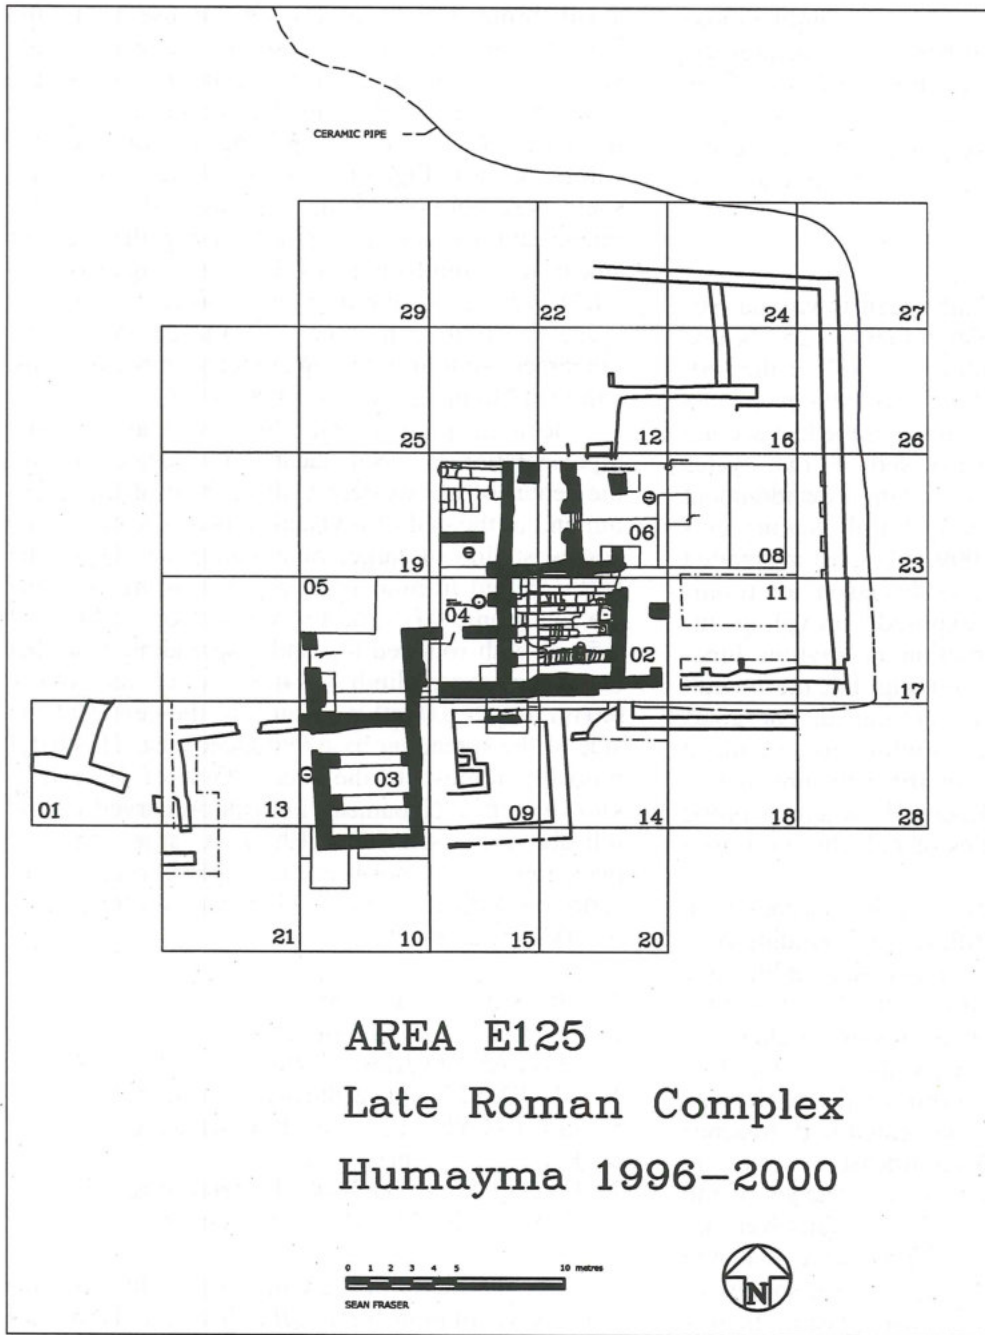 CERAMIC PIPE
29 22 24 27
25 12 16 26
19 06 08 23
05 04 02 11 17
01 13 03 09 14 18 28
21 10 15 20
AREA E125
Late Roman Complex
Humayma 1996–2000
0 1 2 3 4 5 10 metres
SEAN FRASER
N